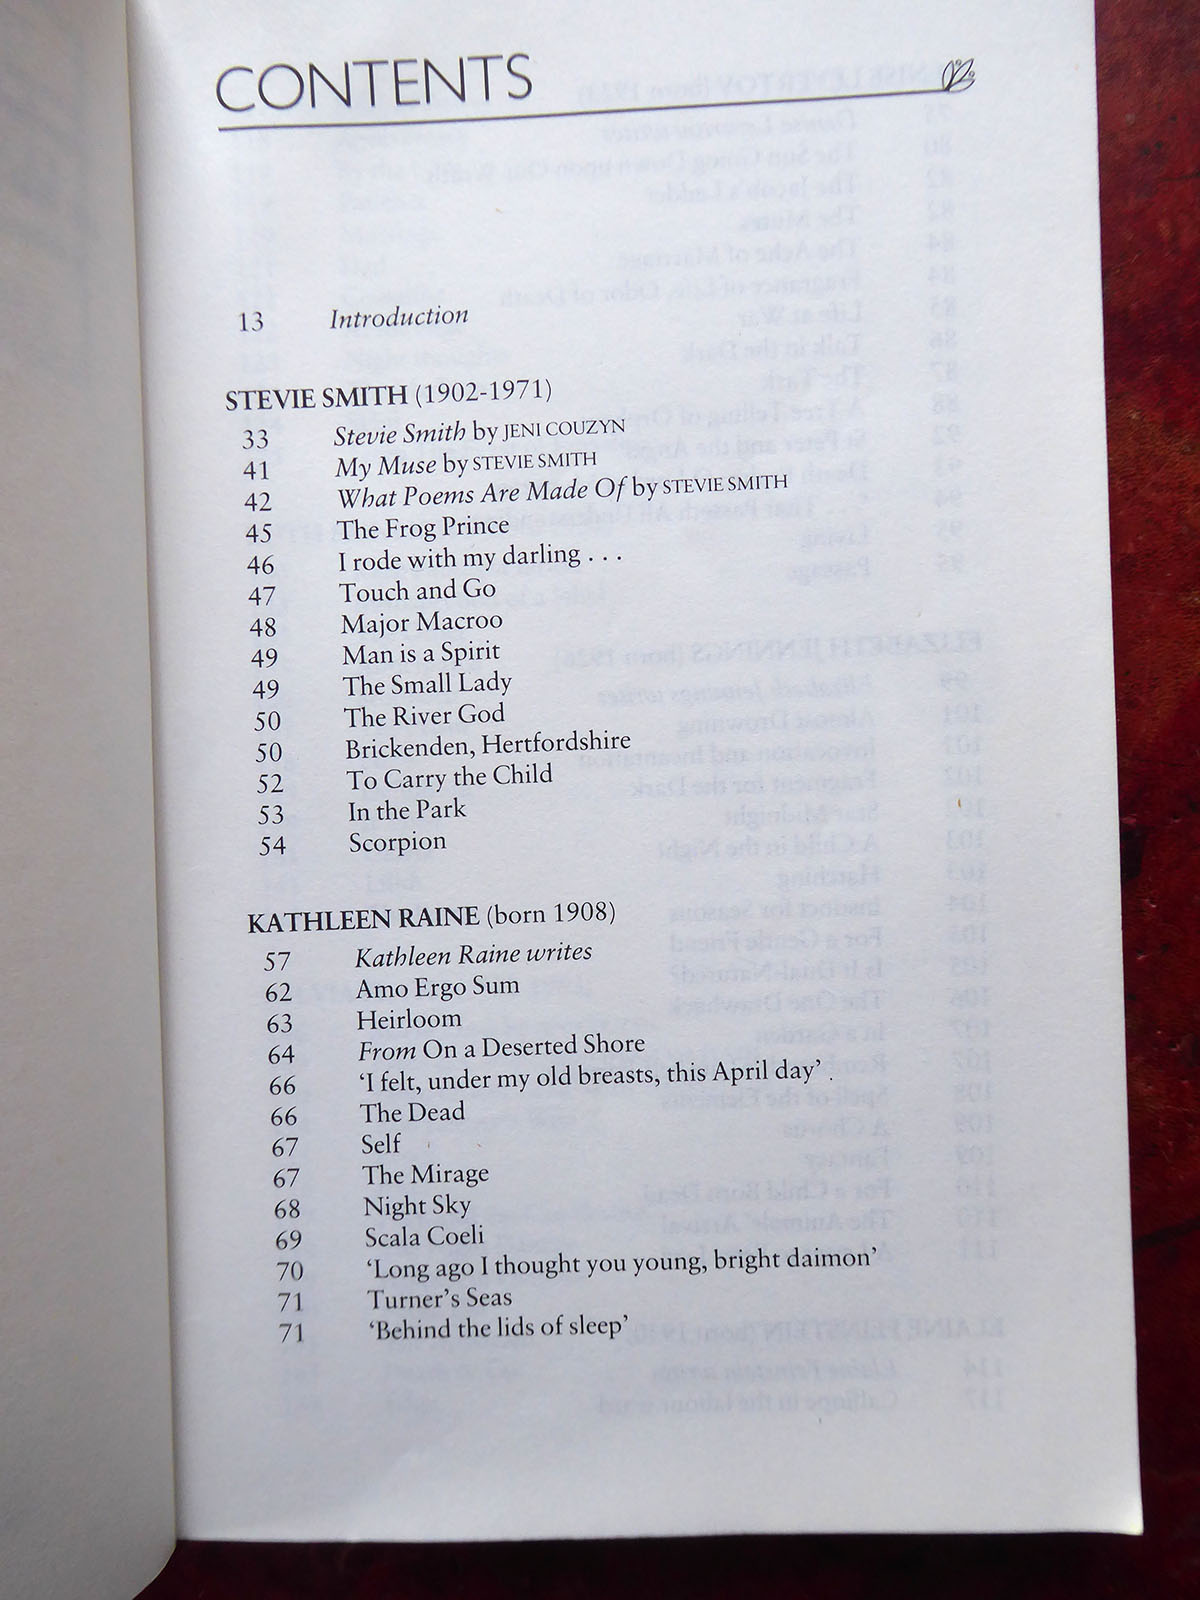 CONTENTS
13 Introduction
STEVIE SMITH (1902-1971)
33 Stevie Smith by JENI COUZYN
41 My Muse by STEVIE SMITH
42 What Poems Are Made Of by STEVIE SMITH
45 The Frog Prince
46 I rode with my darling . . .
47 Touch and Go
48 Major Macroo
49 Man is a Spirit
49 The Small Lady
50 The River God
50 Brickenden, Hertfordshire
52 To Carry the Child
53 In the Park
54 Scorpion
KATHLEEN RAINE (born 1908)
57 Kathleen Raine writes
62 Amo Ergo Sum
63 Heirloom
64 From On a Deserted Shore
66 ‘I felt, under my old breasts, this April day’
66 The Dead
67 Self
67 The Mirage
68 Night Sky
69 Scala Coeli
70 ‘Long ago I thought you young, bright daimon’
71 Turner’s Seas
71 ‘Behind the lids of sleep’